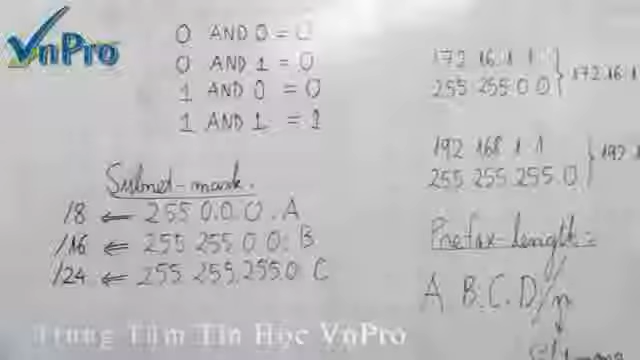 VnPro
0 AND 0 = 0
0 AND 1 = 0
1 AND 0 = 0
1 AND 1 = 1
Subnet-mask.
/8 ← 255 0.0.0. A
/16 ← 255 255 0 0: B
/24 ← 255 255.255.0 C
172 16 1 1
255 255 0 0
172.16.1
192 168 1 1
255 255.255.0
192.1
Prefax-length=
A B.C.D/n
Trung Tâm Tin Học VnPro